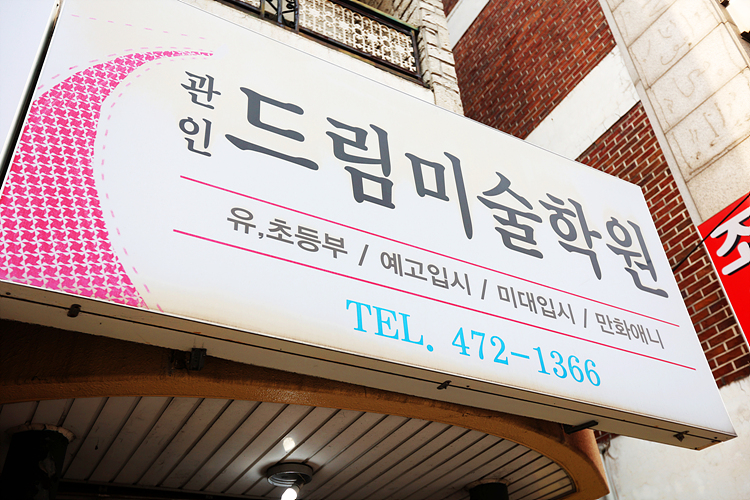 관인 드림미술학원
유,초등부 / 예고입시 / 미대입시 / 만화애니
TEL. 472-1366